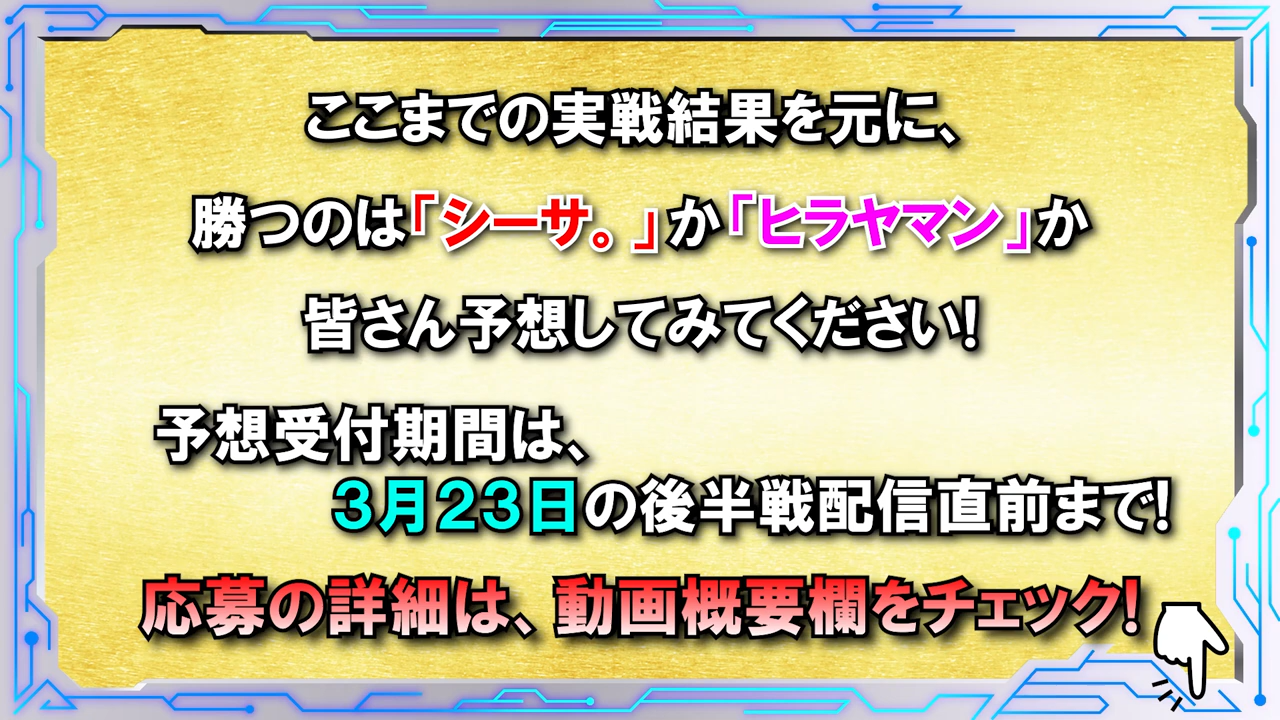 ここまでの実戦結果を元に、
勝つのは「シーサ。」か「ヒラヤマン」か
皆さん予想してみてください!
予想受付期間は、
3月23日の後半戦配信直前まで!
応募の詳細は、動画概要欄をチェック!